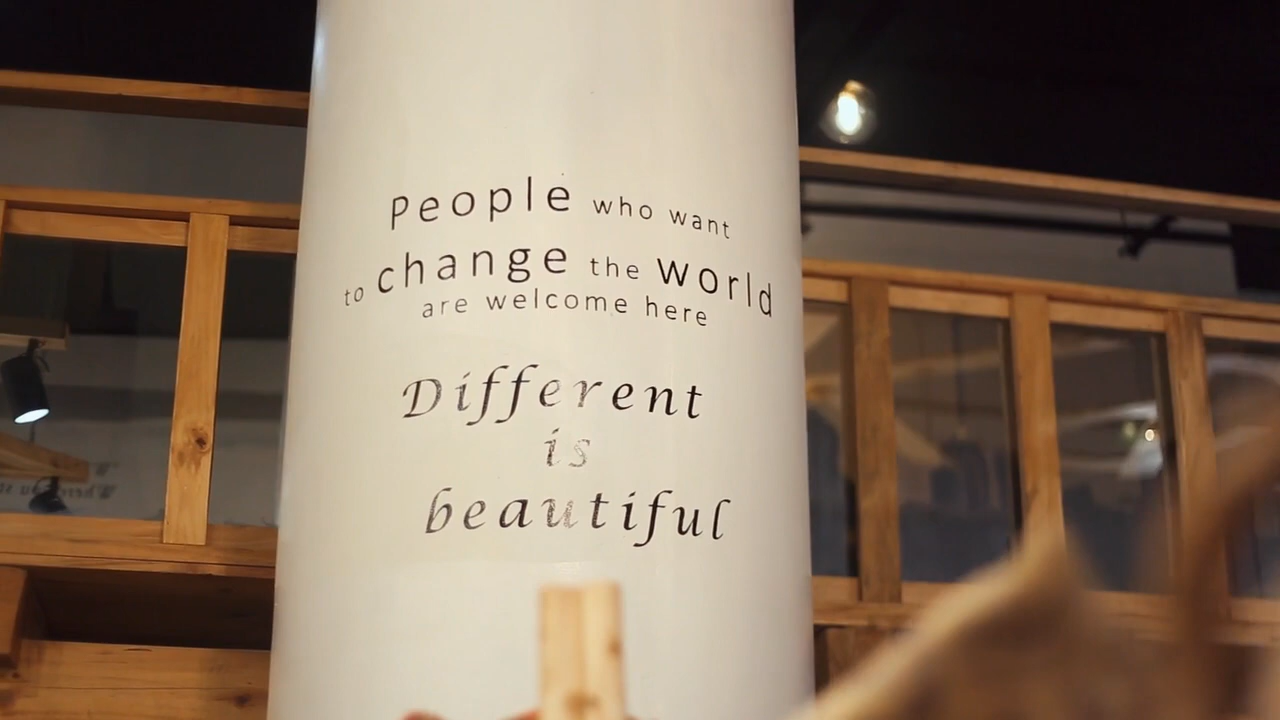 People who want
to change the world
are welcome here
Different
is
beautiful